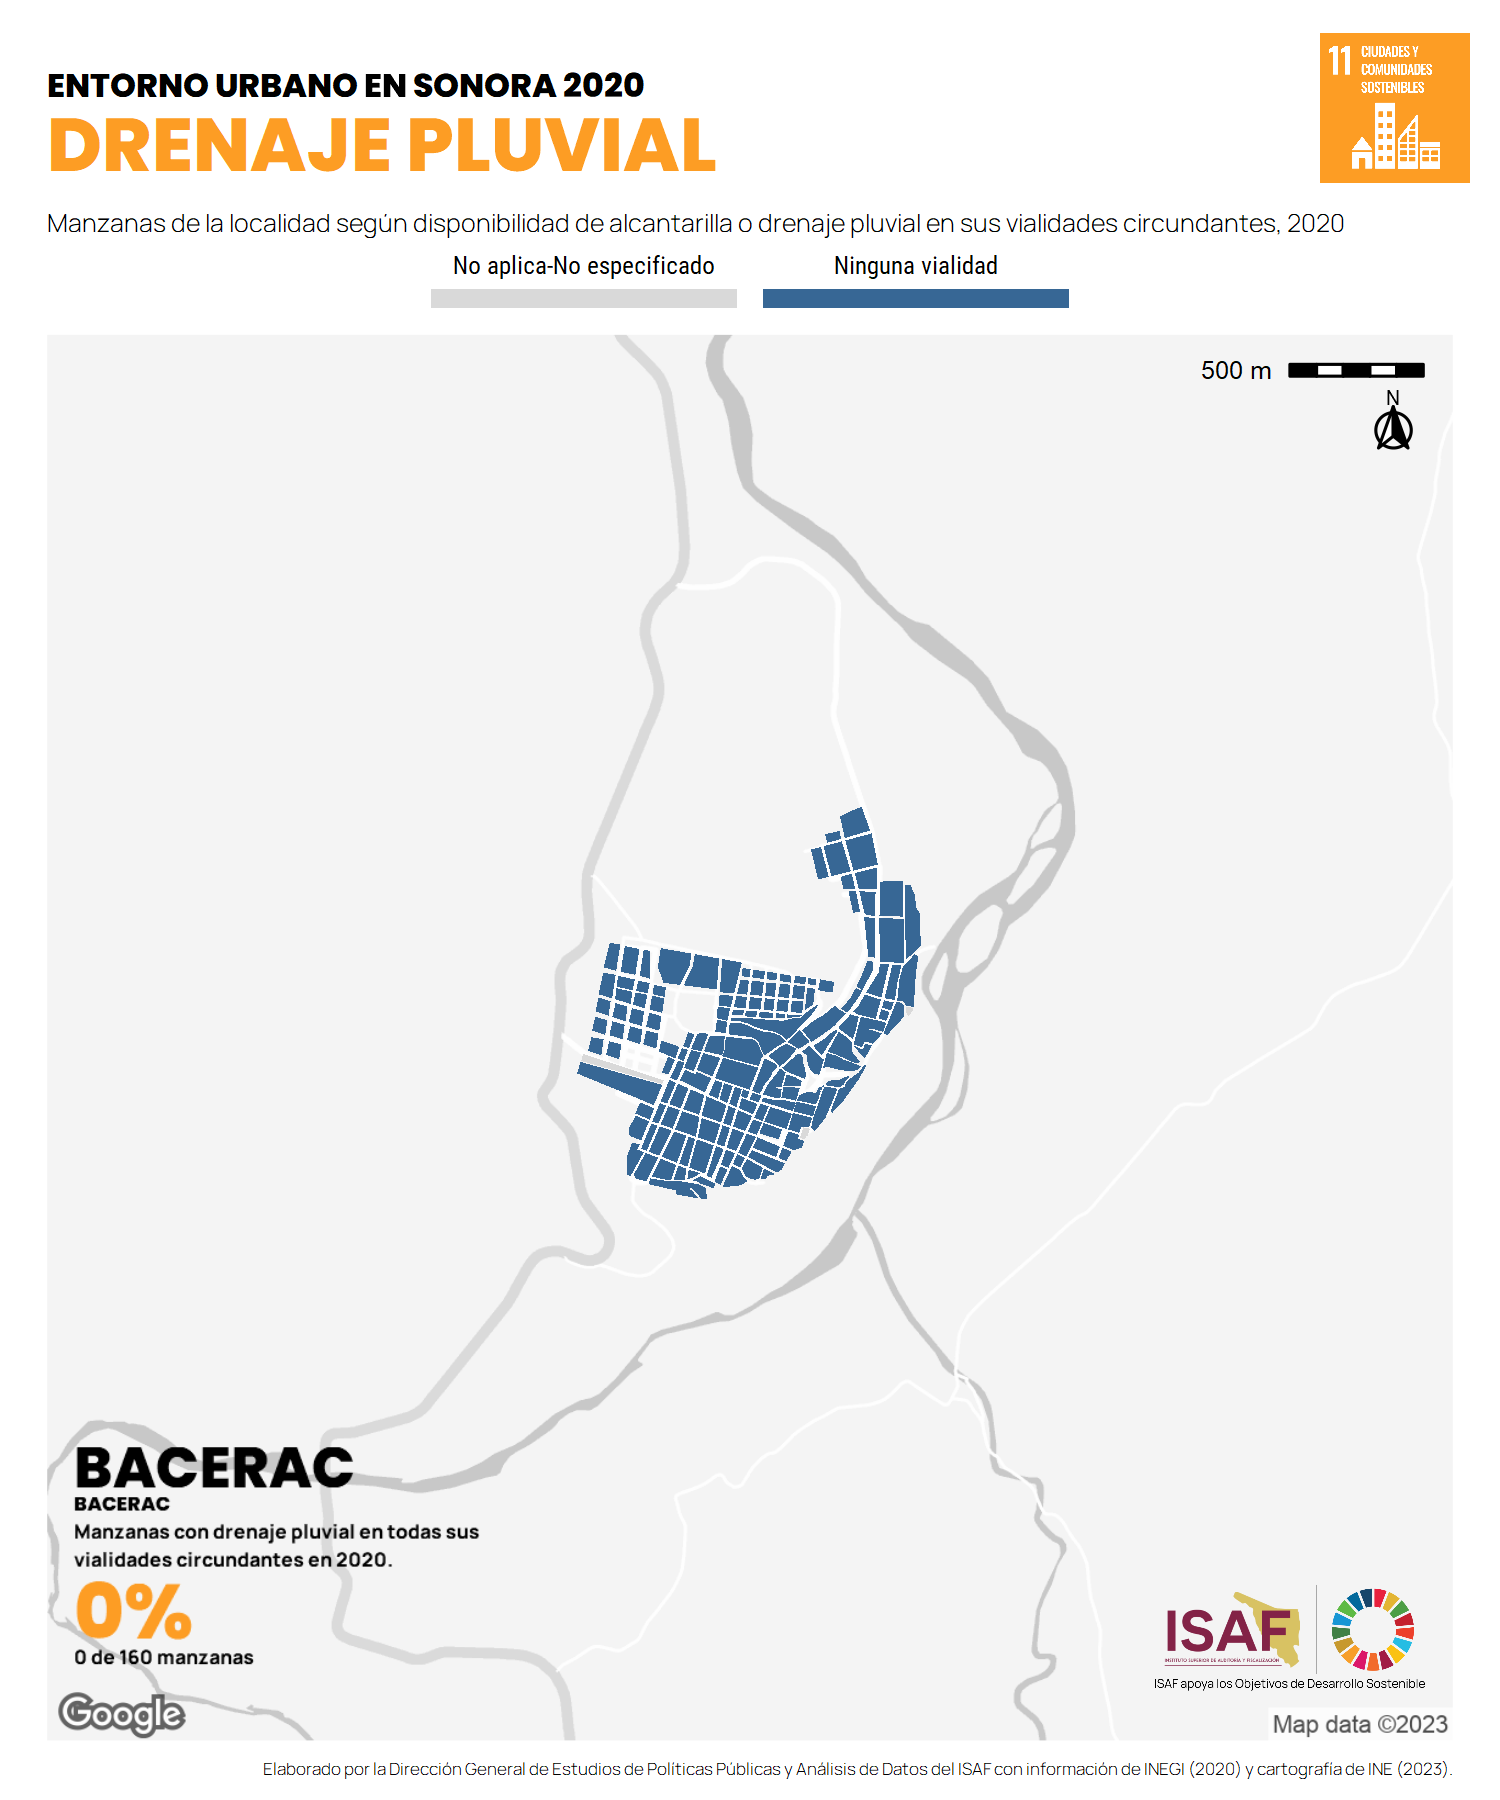 ENTORNO URBANO EN SONORA 2020
DRENAJE PLUVIAL
11 CIUDADES Y
COMUNIDADES
SOSTENIBLES
Manzanas de la localidad según disponibilidad de alcantarilla o drenaje pluvial en sus vialidades circundantes, 2020
No aplica-No especificado
Ninguna vialidad
500 m
N
BACERAC
BACERAC
Manzanas con drenaje pluvial en todas sus
vialidades circundantes en 2020.
0%
0 de 160 manzanas
Google
ISAF
INSTITUTO SUPERIOR DE AUDITORÍA Y FISCALIZACIÓN
ISAF apoya los Objetivos de Desarrollo Sostenible
Map data ©2023
Elaborado por la Dirección General de Estudios de Políticas Públicas y Análisis de Datos del ISAF con información de INEGI (2020) y cartografía de INE (2023).